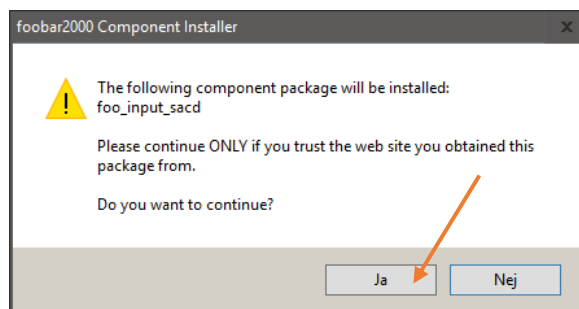 foobar2000 Component Installer
The following component package will be installed:
foo_input_sacd
Please continue ONLY if you trust the web site you obtained this
package from.
Do you want to continue?
Ja
Nej